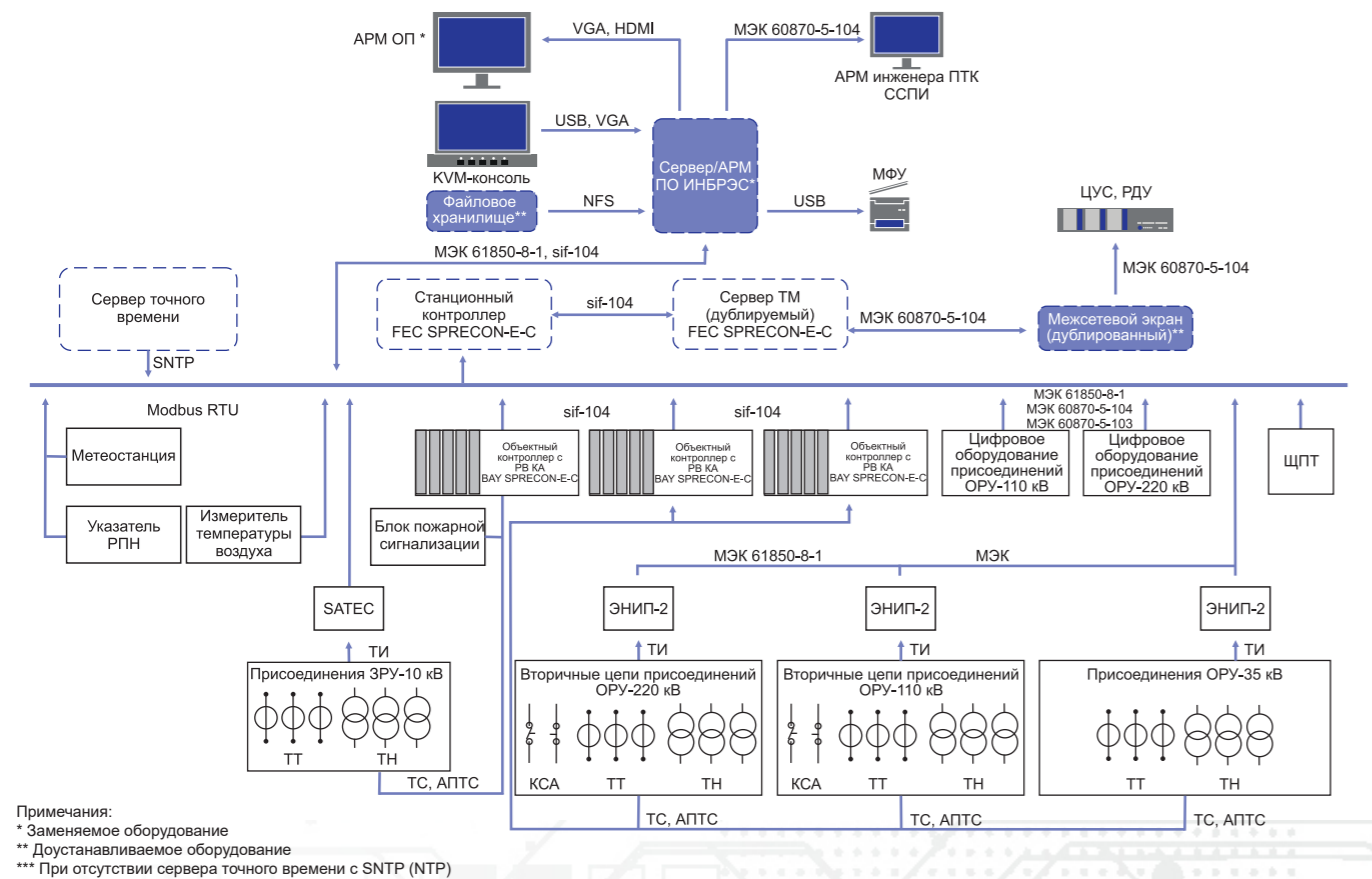 АРМ ОП *
VGA, HDMI
МЭК 60870-5-104
АРМ инженера ПТК
ССПИ
USB, VGA
KVM-консоль
Сервер/АРМ
ПО ИНБРЭС*
МФУ
Файловое
хранилище**
NFS
USB
ЦУС, РДУ
МЭК 61850-8-1, sif-104
МЭК 60870-5-104
Сервер точного
времени
Станционный
контроллер
FEC SPRECON-E-C
sif-104
Сервер ТМ
(дублируемый)
FEC SPRECON-E-C
МЭК 60870-5-104
Межсетевой экран
(дублированный)**
SNTP
Modbus RTU
sif-104
sif-104
МЭК 61850-8-1
МЭК 60870-5-104
МЭК 60870-5-103
Метеостанция
Объектный
контроллер с
РВ КА
BAY SPRECON-E-C
Объектный
контроллер с
РВ КА
BAY SPRECON-E-C
Объектный
контроллер с
РВ КА
BAY SPRECON-E-C
Цифровое
оборудование
присоединений
ОРУ-110 кВ
Цифровое
оборудование
присоединений
ОРУ-220 кВ
ЩПТ
Указатель
РПН
Измеритель
температуры
воздуха
Блок пожарной
сигнализации
МЭК 61850-8-1
МЭК
SATEC
ЭНИП-2
ЭНИП-2
ЭНИП-2
ТИ
ТИ
ТИ
ТИ
Присоединения ЗРУ-10 кВ
ТТ
ТН
Вторичные цепи присоединений
ОРУ-220 кВ
КСА
ТТ
ТН
Вторичные цепи присоединений
ОРУ-110 кВ
КСА
ТТ
ТН
Присоединения ОРУ-35 кВ
ТТ
ТН
ТС, АПТС
ТС, АПТС
ТС, АПТС
ТС, АПТС
Примечания:
* Заменяемое оборудование
** Доустанавливаемое оборудование
*** При отсутствии сервера точного времени с SNTP (NTP)